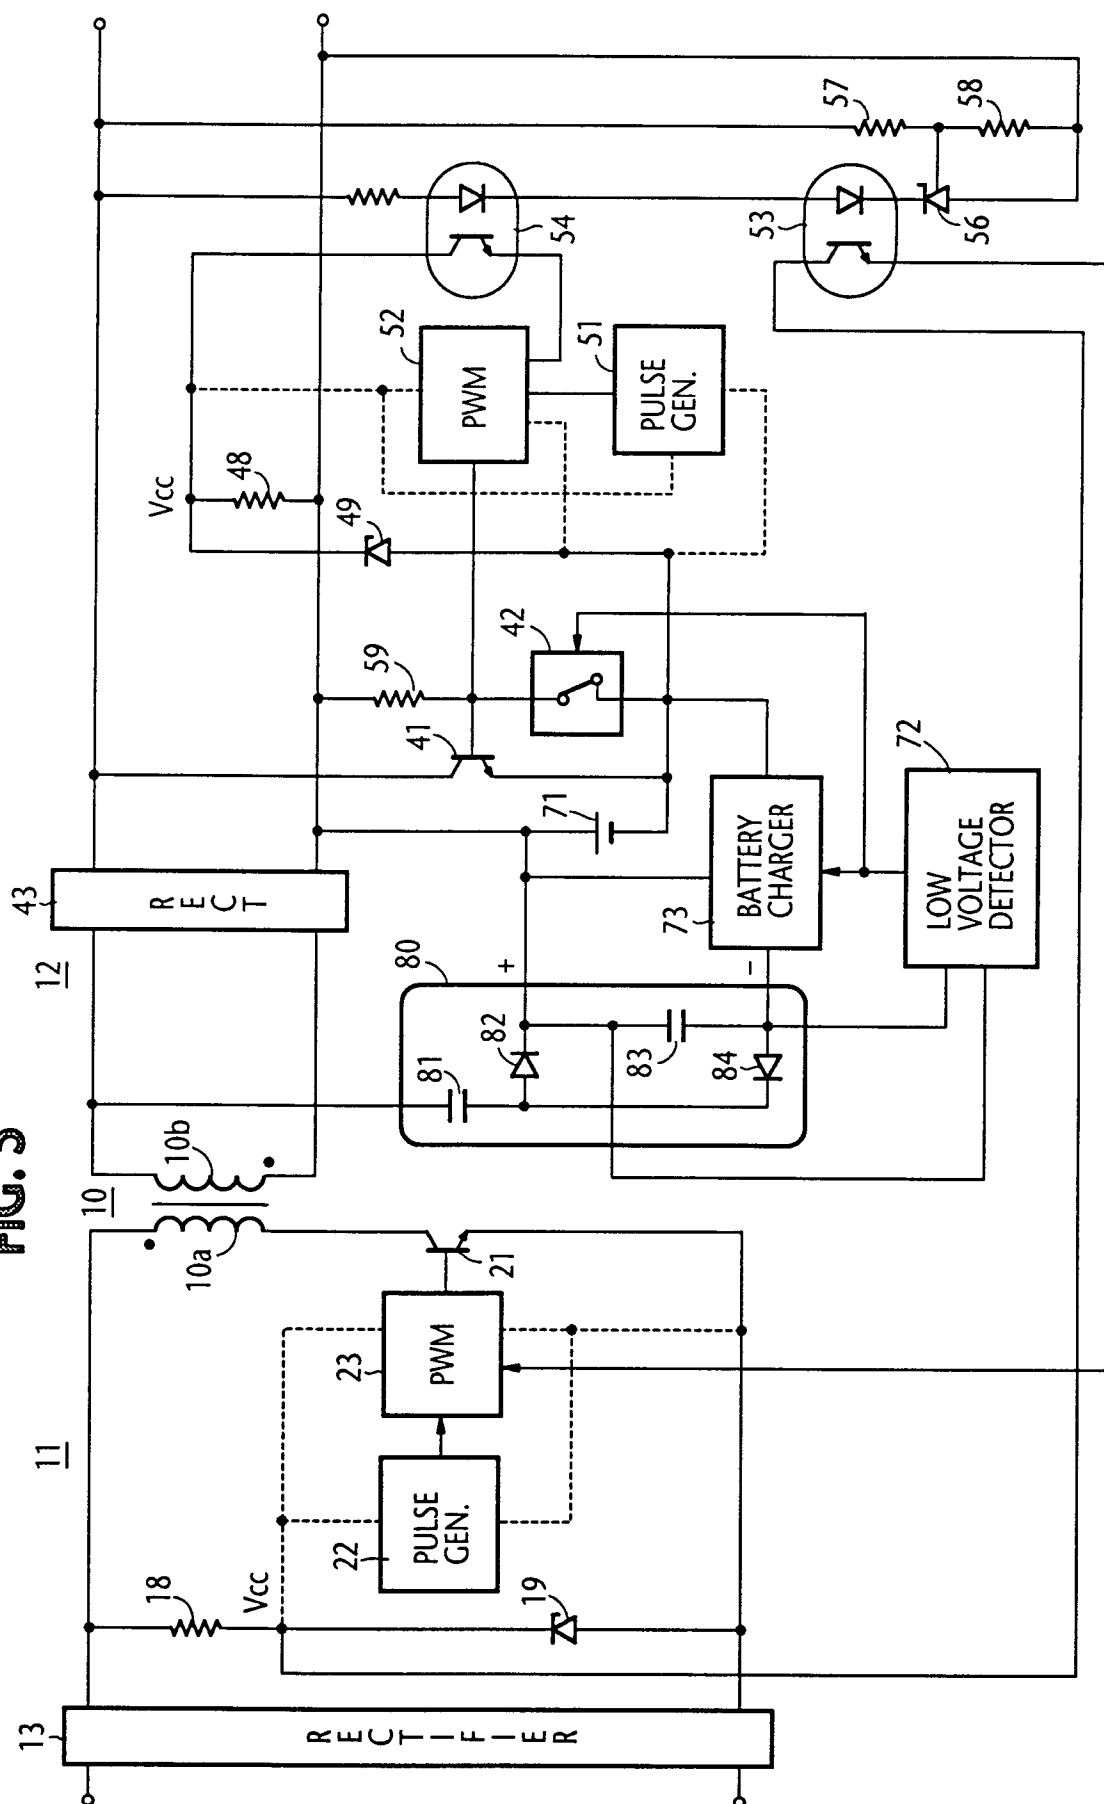 FIG. 5
10
11
12
13
RECTIFIER
18
Vcc
19
22
PULSE
GEN.
23
PWM
21
10a
10b
43
RECT
80
81
82
83
84
+
-
71
73
BATTERY
CHARGER
72
LOW
VOLTAGE
DETECTOR
41
59
42
49
Vcc
48
52
PWM
51
PULSE
GEN.
54
53
56
57
58